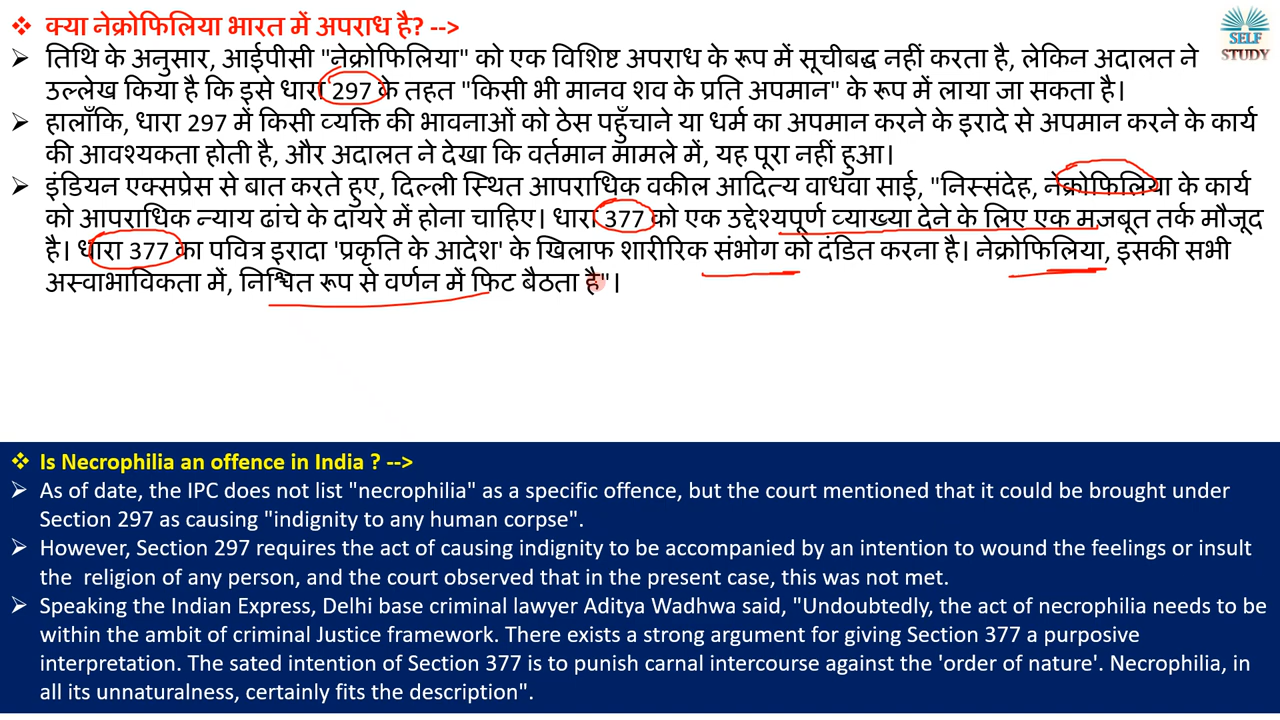 ❖ क्या नेक्रोफिलिया भारत में अपराध है? -->
➢ तिथि के अनुसार, आईपीसी "नेक्रोफिलिया" को एक विशिष्ट अपराध के रूप में सूचीबद्ध नहीं करता है, लेकिन अदालत ने
उल्लेख किया है कि इसे धारा 297 के तहत "किसी भी मानव शव के प्रति अपमान" के रूप में लाया जा सकता है।
➢ हालाँकि, धारा 297 में किसी व्यक्ति की भावनाओं को ठेस पहुँचाने या धर्म का अपमान करने के इरादे से अपमान करने के कार्य
की आवश्यकता होती है, और अदालत ने देखा कि वर्तमान मामले में, यह पूरा नहीं हुआ।
➢ इंडियन एक्सप्रेस से बात करते हुए, दिल्ली स्थित आपराधिक वकील आदित्य वाधवा साई, "निस्संदेह, नेक्रोफिलिया के कार्य
को आपराधिक न्याय ढांचे के दायरे में होना चाहिए। धारा 377 को एक उद्देश्यपूर्ण व्याख्या देने के लिए एक मजबूत तर्क मौजूद
है। धारा 377 का पवित्र इरादा 'प्रकृति के आदेश' के खिलाफ शारीरिक संभोग को दंडित करना है। नेक्रोफिलिया, इसकी सभी
अस्वाभाविकता में, निश्चित रूप से वर्णन में फिट बैठता है"।
SELF
STUDY
❖ Is Necrophilia an offence in India ? -->
➢ As of date, the IPC does not list "necrophilia" as a specific offence, but the court mentioned that it could be brought under
Section 297 as causing "indignity to any human corpse".
➢ However, Section 297 requires the act of causing indignity to be accompanied by an intention to wound the feelings or insult
the religion of any person, and the court observed that in the present case, this was not met.
➢ Speaking the Indian Express, Delhi base criminal lawyer Aditya Wadhwa said, "Undoubtedly, the act of necrophilia needs to be
within the ambit of criminal Justice framework. There exists a strong argument for giving Section 377 a purposive
interpretation. The sated intention of Section 377 is to punish carnal intercourse against the 'order of nature'. Necrophilia, in
all its unnaturalness, certainly fits the description".